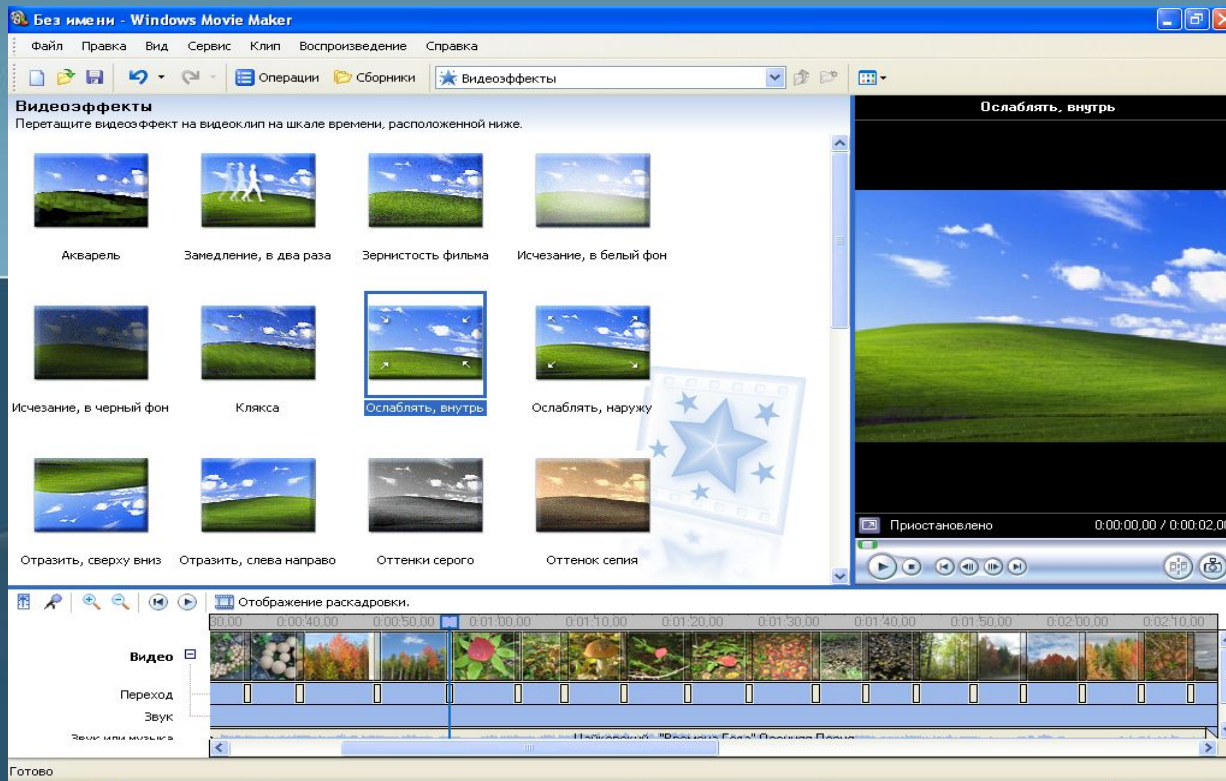 Без имени - Windows Movie Maker
Файл Правка Вид Сервис Клип Воспроизведение Справка
Операции Сборники Видеоэффекты
Видеоэффекты
Перетащите видеоэффект на видеоклип на шкале времени, расположенной ниже.
Ослаблять, внутрь
Акварель Замедление, в два раза Зернистость фильма Исчезание, в белый фон
Исчезание, в черный фон Клякса Ослаблять, внутрь Ослаблять, наружу
Отразить, сверху вниз Отразить, слева направо Оттенки серого Оттенок сепия
Приостановлено 0:00:00,00 / 0:00:02,00
Отображение раскадровки.
30,00 0:00:40,00 0:00:50,00 0:01:00,00 0:01:10,00 0:01:20,00 0:01:30,00 0:01:40,00 0:01:50,00 0:02:00,00 0:02:10,00
Видео
Переход
Звук
Звук или музыка
"Времена Года"
Готово